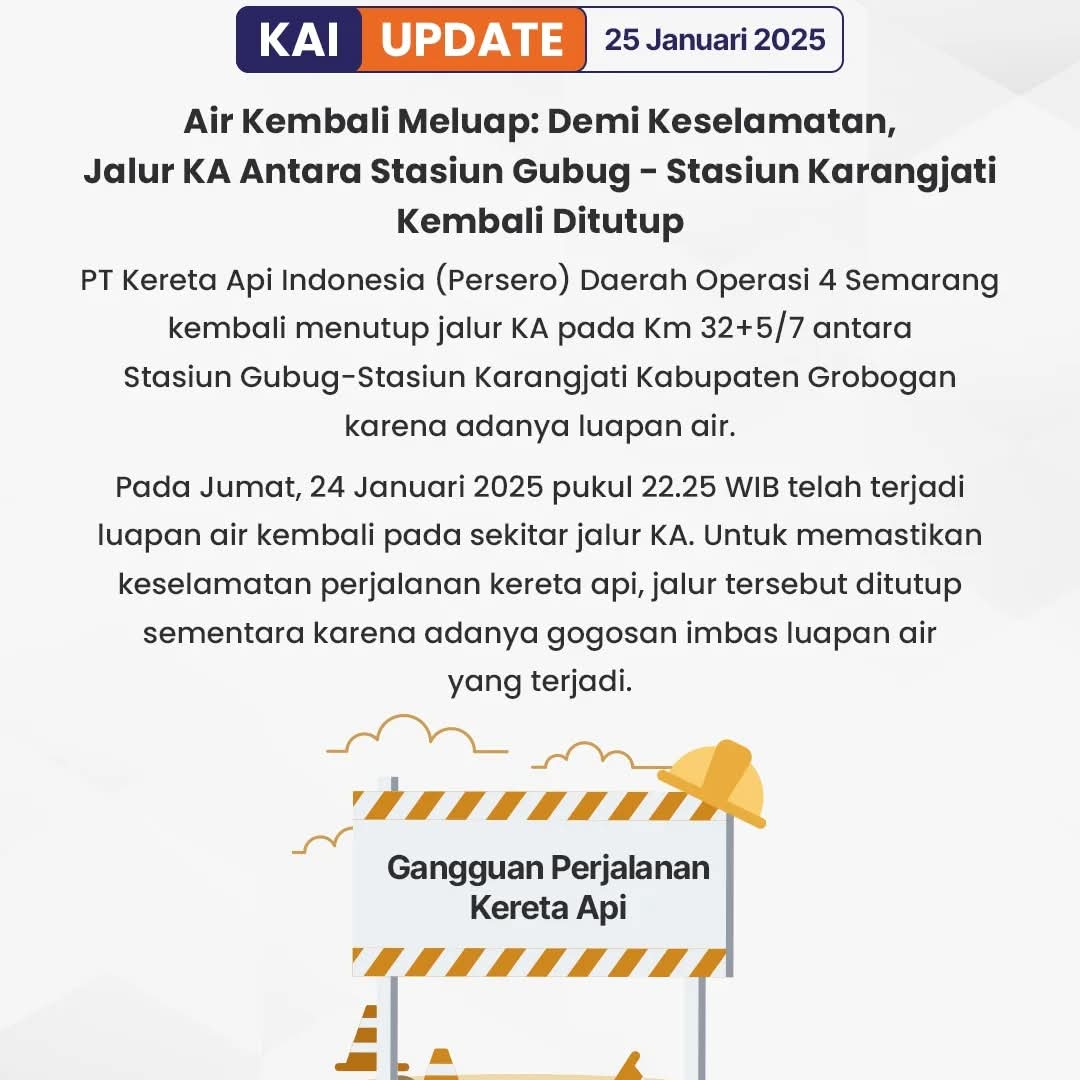 KAI UPDATE 25 Januari 2025
Air Kembali Meluap: Demi Keselamatan,
Jalur KA Antara Stasiun Gubug - Stasiun Karangjati
Kembali Ditutup
PT Kereta Api Indonesia (Persero) Daerah Operasi 4 Semarang
kembali menutup jalur KA pada Km 32+5/7 antara
Stasiun Gubug-Stasiun Karangjati Kabupaten Grobogan
karena adanya luapan air.
Pada Jumat, 24 Januari 2025 pukul 22.25 WIB telah terjadi
luapan air kembali pada sekitar jalur KA. Untuk memastikan
keselamatan perjalanan kereta api, jalur tersebut ditutup
sementara karena adanya gogosan imbas luapan air
yang terjadi.
Gangguan Perjalanan
Kereta Api